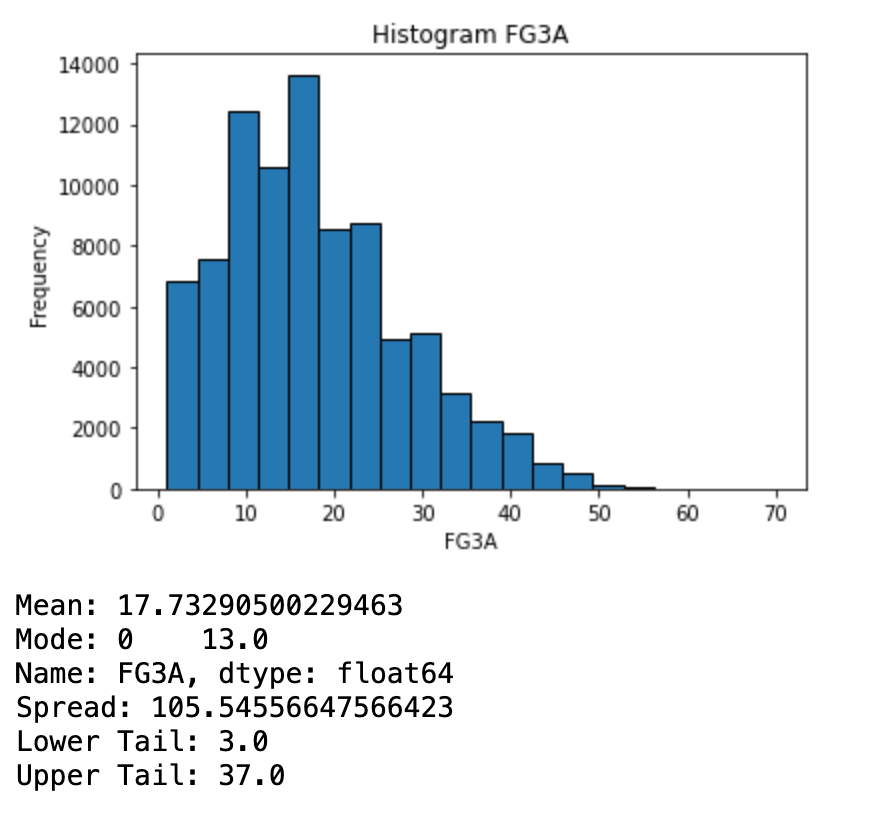 Histogram FG3A
14000
12000
10000
8000
6000
4000
2000
0
Frequency
0 10 20 30 40 50 60 70
FG3A
Mean: 17.73290500229463
Mode: 0    13.0
Name: FG3A, dtype: float64
Spread: 105.54556647566423
Lower Tail: 3.0
Upper Tail: 37.0